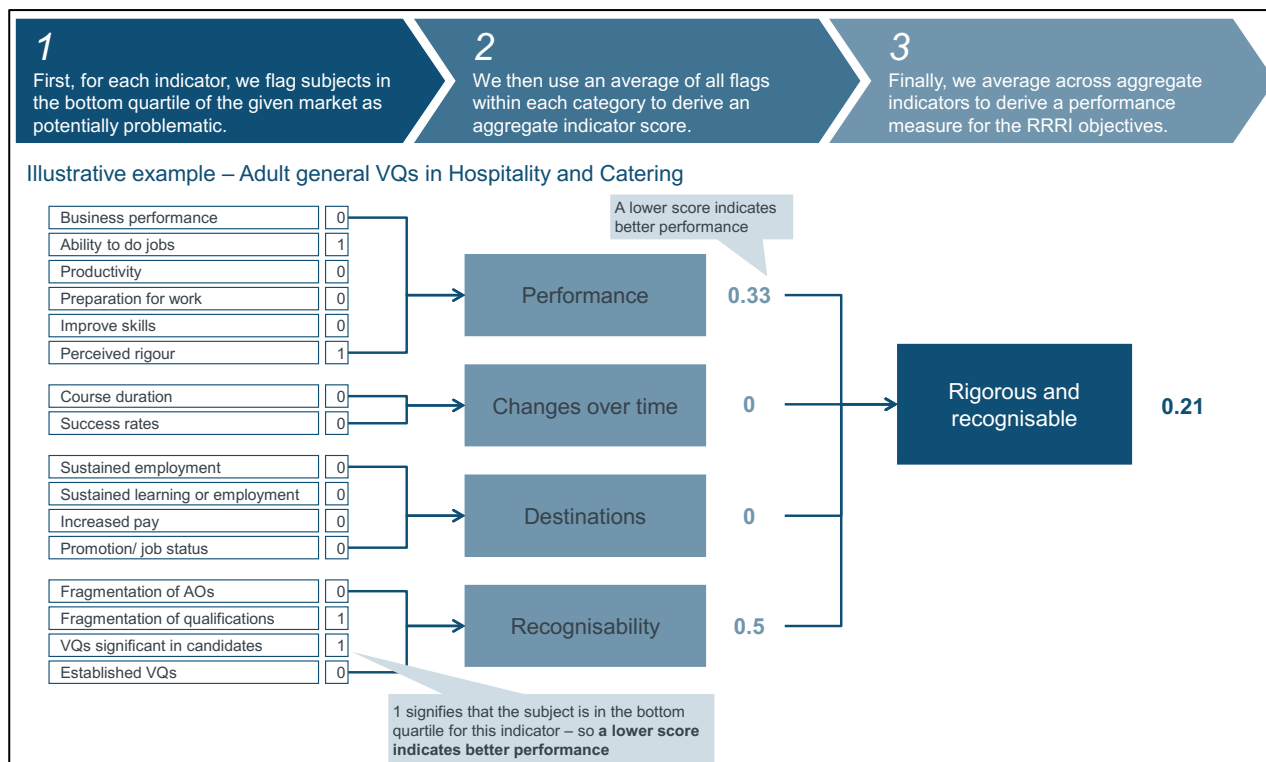 1
First, for each indicator, we flag subjects in
the bottom quartile of the given market as
potentially problematic.
2
We then use an average of all flags
within each category to derive an
aggregate indicator score.
3
Finally, we average across aggregate
indicators to derive a performance
measure for the RRRI objectives.
Illustrative example – Adult general VQs in Hospitality and Catering
Business performance 0
Ability to do jobs 1
Productivity 0
Preparation for work 0
Improve skills 0
Perceived rigour 1
Course duration 0
Success rates 0
Sustained employment 0
Sustained learning or employment 0
Increased pay 0
Promotion/ job status 0
Fragmentation of AOs 0
Fragmentation of qualifications 1
VQs significant in candidates 1
Established VQs 0
A lower score indicates
better performance
Performance 0.33
Changes over time 0
Destinations 0
Recognisability 0.5
Rigorous and
recognisable
0.21
1 signifies that the subject is in the bottom
quartile for this indicator – so a lower score
indicates better performance